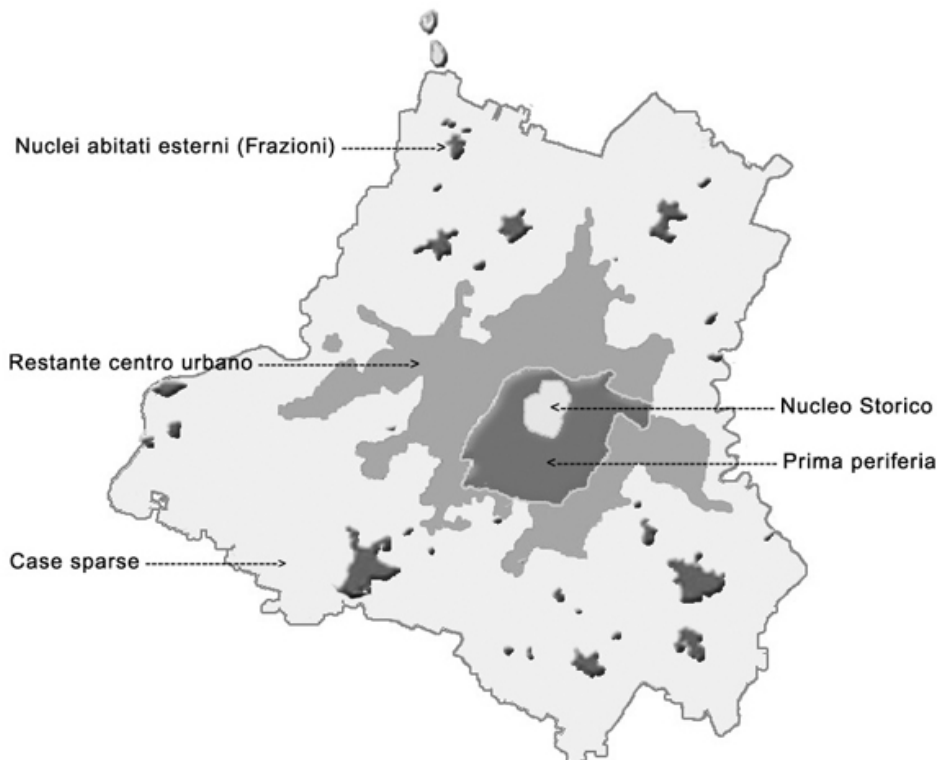 Nuclei abitati esterni (Frazioni)
Restante centro urbano
Nucleo Storico
Prima periferia
Case sparse